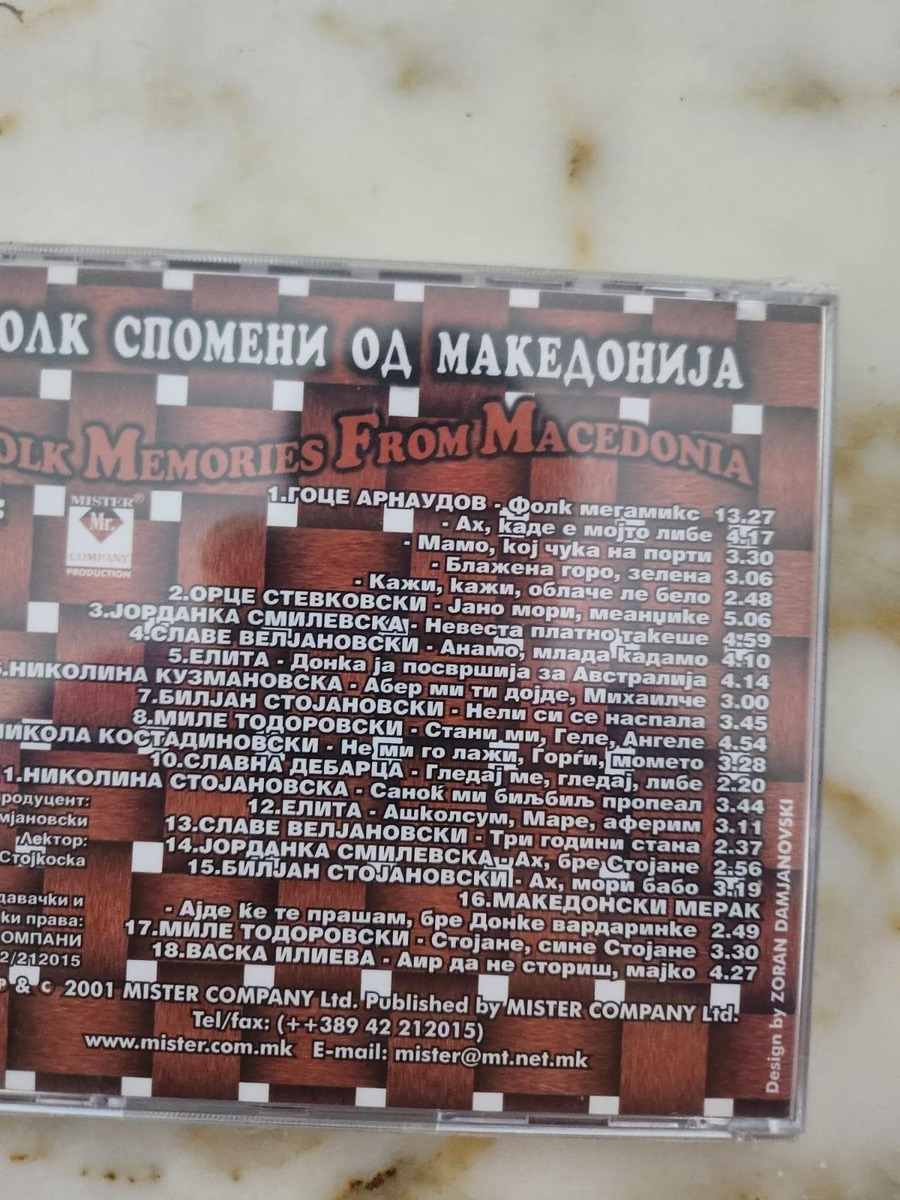 ОЛК СПОМЕНИ ОД МАКЕДОНИЈА
OLK MEMORIES FROM MACEDONIA
MISTER®
Mr.
COMPANY
PRODUCTION
1.ГОЦЕ АРНАУДОВ - Фолк мегамикс 13.27
- Ах, каде е мојто либе 4.17
- Мамо, кој чука на порти 3.30
- Блажена горо, зелена 3.06
- Кажи, кажи, облаче ле бело 2.48
2.ОРЦЕ СТЕВКОВСКИ - Јано мори, меанџике 5.06
3.ЈОРДАНКА СМИЛЕВСКА - Невеста платно такеше 4:59
4.СЛАВЕ ВЕЛЈАНОВСКИ - Анамо, млада кадамо 4.10
5.ЕЛИТА - Донка ја посвршија за Австралија 4.14
.НИКОЛИНА КУЗМАНОВСКА - Абер ми ти дојде, Михаилче 3.00
7.БИЛЈАН СТОЈАНОВСКИ - Нели си се наспала 3.45
8.МИЛЕ ТОДОРОВСКИ - Стани ми, Геле, Ангеле 4.54
НИКОЛА КОСТАДИНОВСКИ - Не ми го лажи, Ѓорѓи, момето 3.28
10.СЛАВНА ДЕБАРЦА - Гледај ме, гледај, либе 2.20
1.НИКОЛИНА СТОЈАНОВСКА - Санок ми биљбиљ пропеал 3.44
12.ЕЛИТА - Ашколсум, Маре, аферим 3.11
13.СЛАВЕ ВЕЛЈАНОВСКИ - Три години стана 2.37
14.ЈОРДАНКА СМИЛЕВСКА - Ах, бре Стојане 2.56
15.БИЛЈАН СТОЈАНОВСКИ - Ах, мори бабо 3.19
16.МАКЕДОНСКИ МЕРАК
- Ајде ќе те прашам, бре Донке вардаринке 2.49
17.МИЛЕ ТОДОРОВСКИ - Стојане, сине Стојане 3.30
18.ВАСКА ИЛИЕВА - Аир да не сториш, мајко 4.27
родуцент:
мјановски
Лектор:
Стојкоска
давачки и
ки права:
ОМПАНИ
2/212015
P & C 2001 MISTER COMPANY Ltd. Published by MISTER COMPANY Ltd.
Tel/fax: (++389 42 212015)
www.mister.com.mk E-mail: mister@mt.net.mk
Design by ZORAN DAMJANOVSKI